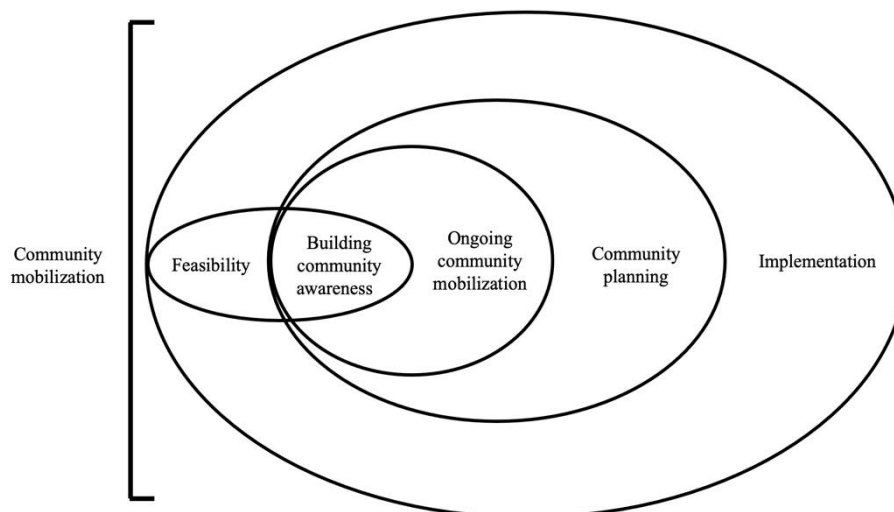 Community
mobilization
Feasibility
Building
community
awareness
Ongoing
community
mobilization
Community
planning
Implementation